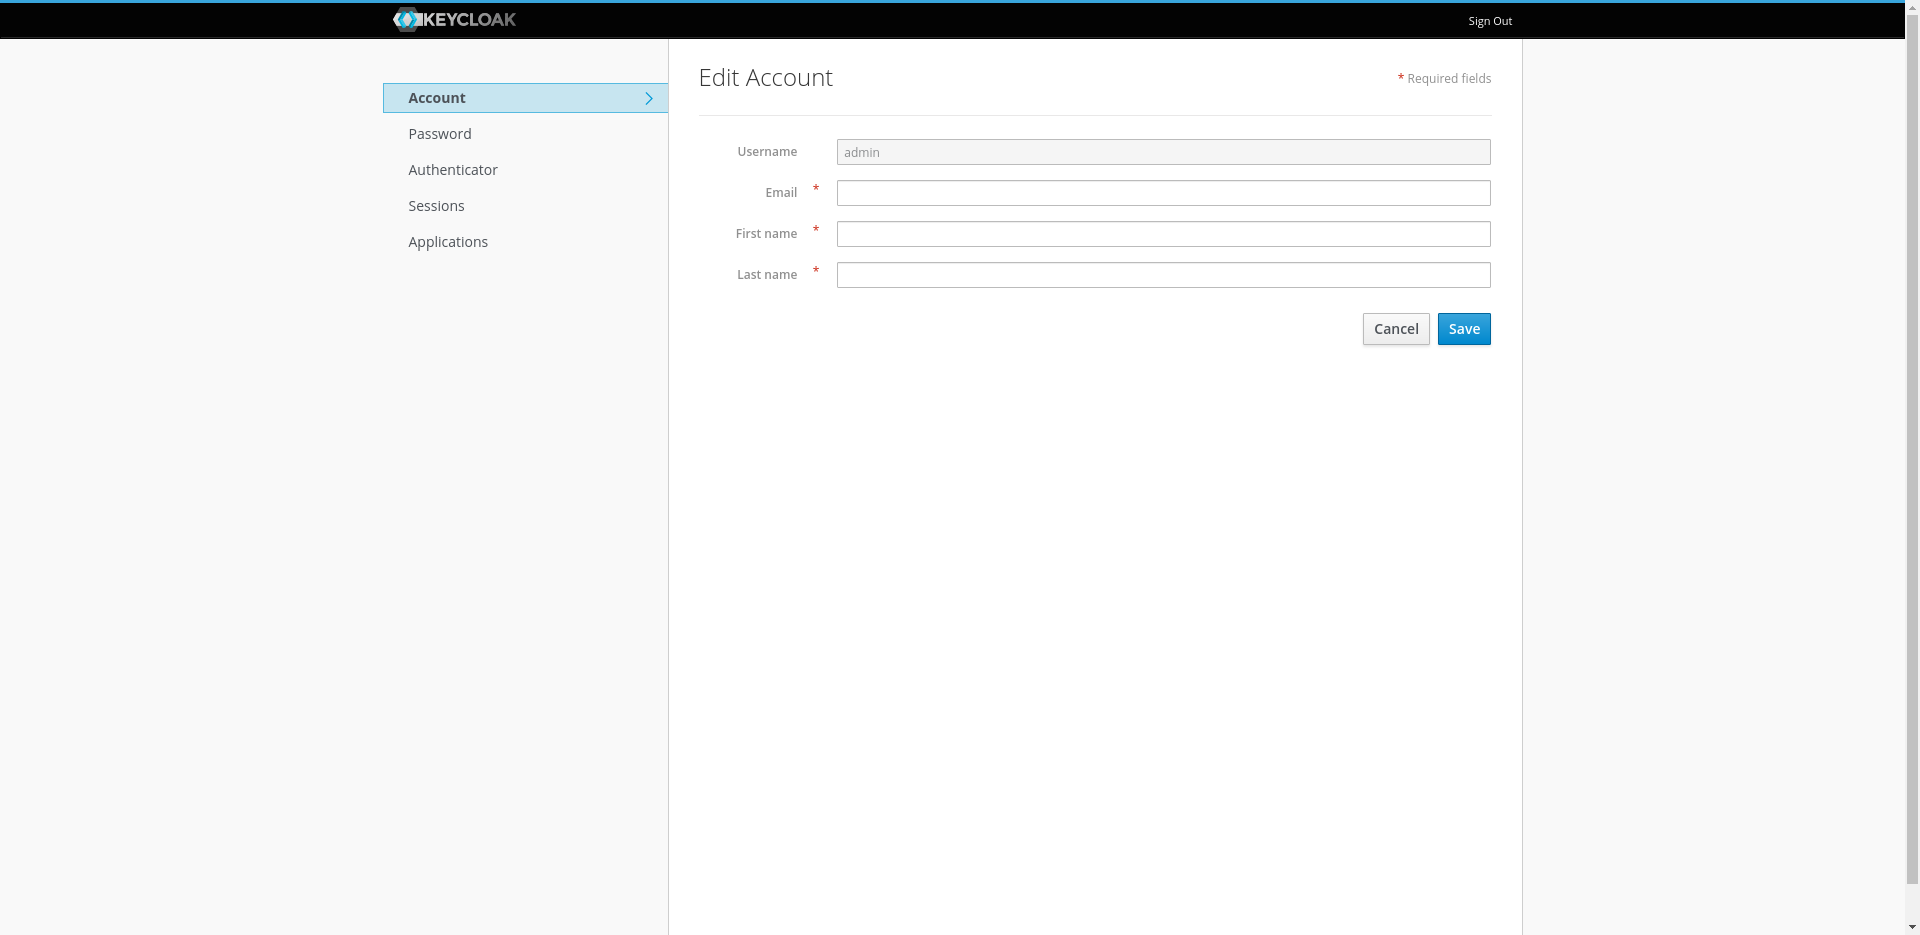 KEYCLOAK
Sign Out
Account
Password
Authenticator
Sessions
Applications
Edit Account
* Required fields
Username
admin
Email *
First name *
Last name *
Cancel
Save